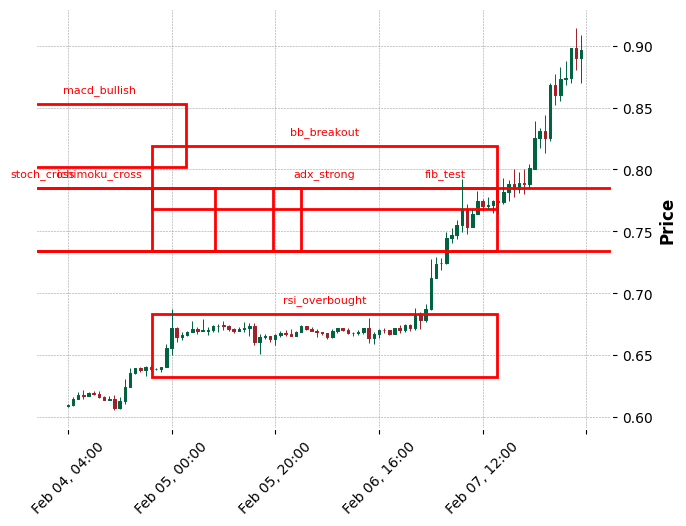 macd_bullish
bb_breakout
stoch_cross
ichimoku_cross
adx_strong
fib_test
rsi_overbought
0.90
0.85
0.80
0.75
0.70
0.65
0.60
Price
Feb 04, 04:00
Feb 05, 00:00
Feb 05, 20:00
Feb 06, 16:00
Feb 07, 12:00